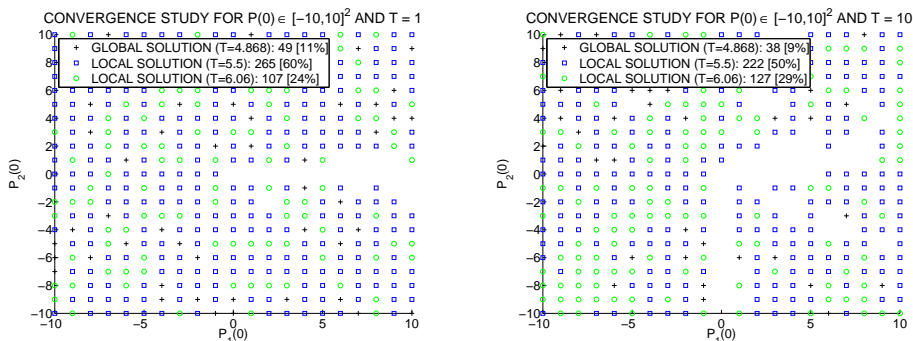 CONVERGENCE STUDY FOR P(0)∈ [-10,10]² AND T = 1
+ GLOBAL SOLUTION (T=4.868): 49 [11%]
LOCAL SOLUTION (T=5.5): 265 [60%]
LOCAL SOLUTION (T=6.06): 107 [24%]
10
8
6
4
2
0
−2
−4
−6
−8
−10
P₂(0)
−10 −5 0 5 10
P₁(0)
CONVERGENCE STUDY FOR P(0)∈ [-10,10]² AND T = 10
+ GLOBAL SOLUTION (T=4.868): 38 [9%]
LOCAL SOLUTION (T=5.5): 222 [50%]
LOCAL SOLUTION (T=6.06): 127 [29%]
10
8
6
4
2
0
−2
−4
−6
−8
−10
P₂(0)
−10 −5 0 5 10
P₁(0)